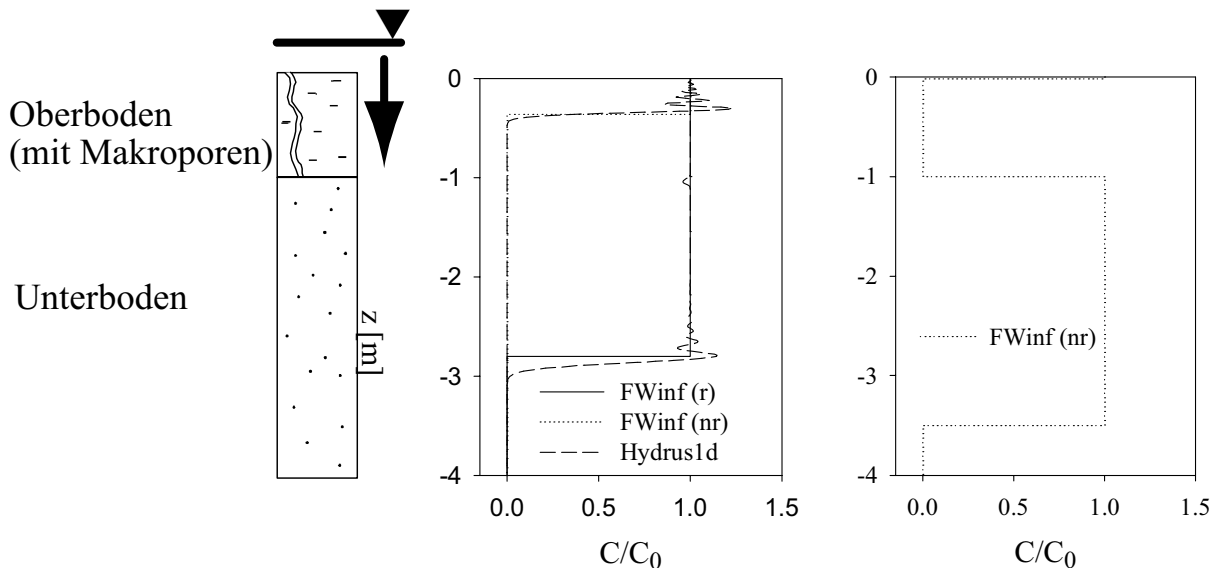 Oberboden
(mit Makroporen)
Unterboden
z [m]
0
-1
-2
-3
-4
FWinf (r)
FWinf (nr)
Hydrus1d
0.0 0.5 1.0 1.5
C/C0
0
-1
-2
-3
-4
FWinf (nr)
0.0 0.5 1.0 1.5
C/C0